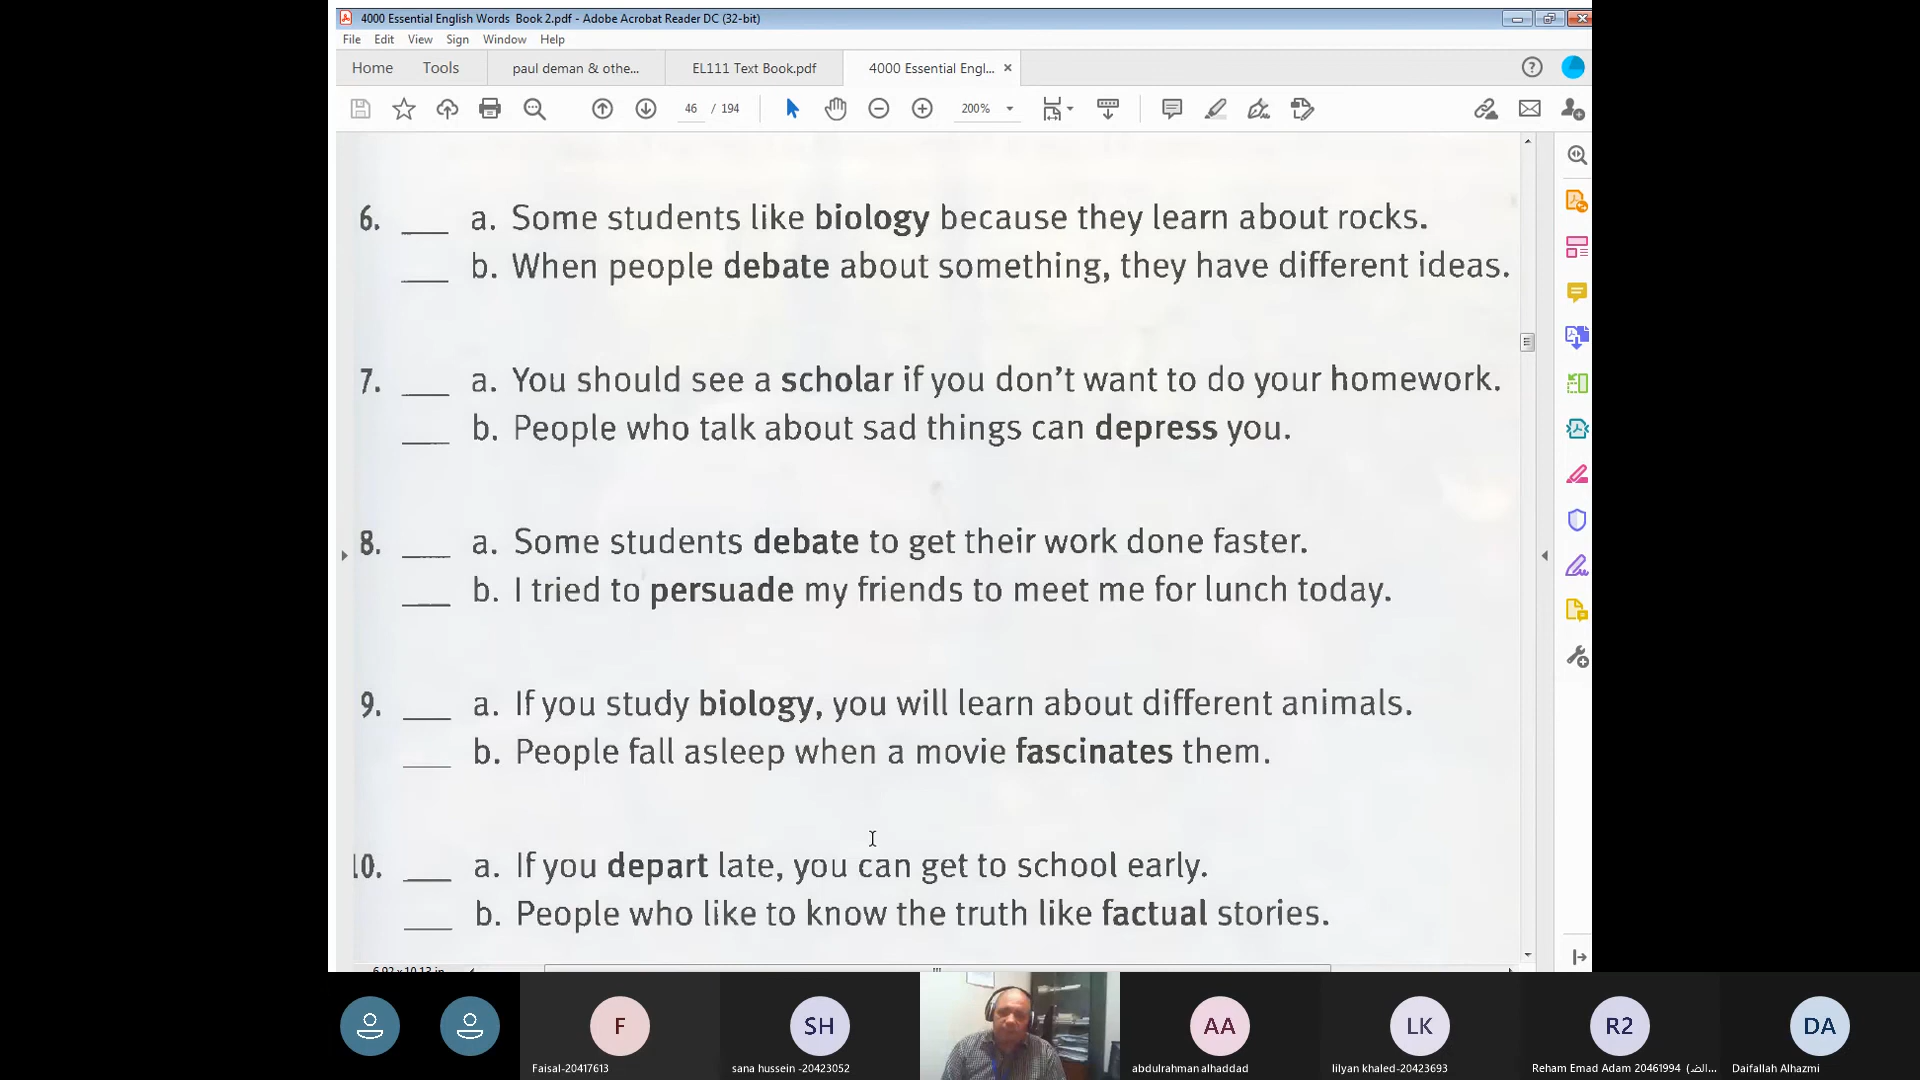 4000 Essential English Words Book 2.pdf - Adobe Acrobat Reader DC (32-bit)
File Edit View Sign Window Help
Home Tools paul deman & othe... EL111 Text Book.pdf 4000 Essential Engl... ×
46 / 194 200%
6. ___ a. Some students like biology because they learn about rocks.
___ b. When people debate about something, they have different ideas.
7. ___ a. You should see a scholar if you don't want to do your homework.
___ b. People who talk about sad things can depress you.
8. ___ a. Some students debate to get their work done faster.
___ b. I tried to persuade my friends to meet me for lunch today.
9. ___ a. If you study biology, you will learn about different animals.
___ b. People fall asleep when a movie fascinates them.
10. ___ a. If you depart late, you can get to school early.
___ b. People who like to know the truth like factual stories.
6.92 x 10.13 in
F SH AA LK R2 DA
Faisal-20417613 sana hussein -20423052 abdulrahman alhaddad lilyan khaled-20423693 Reham Emad Adam 20461994 (الضـ... Daifallah Alhazmi